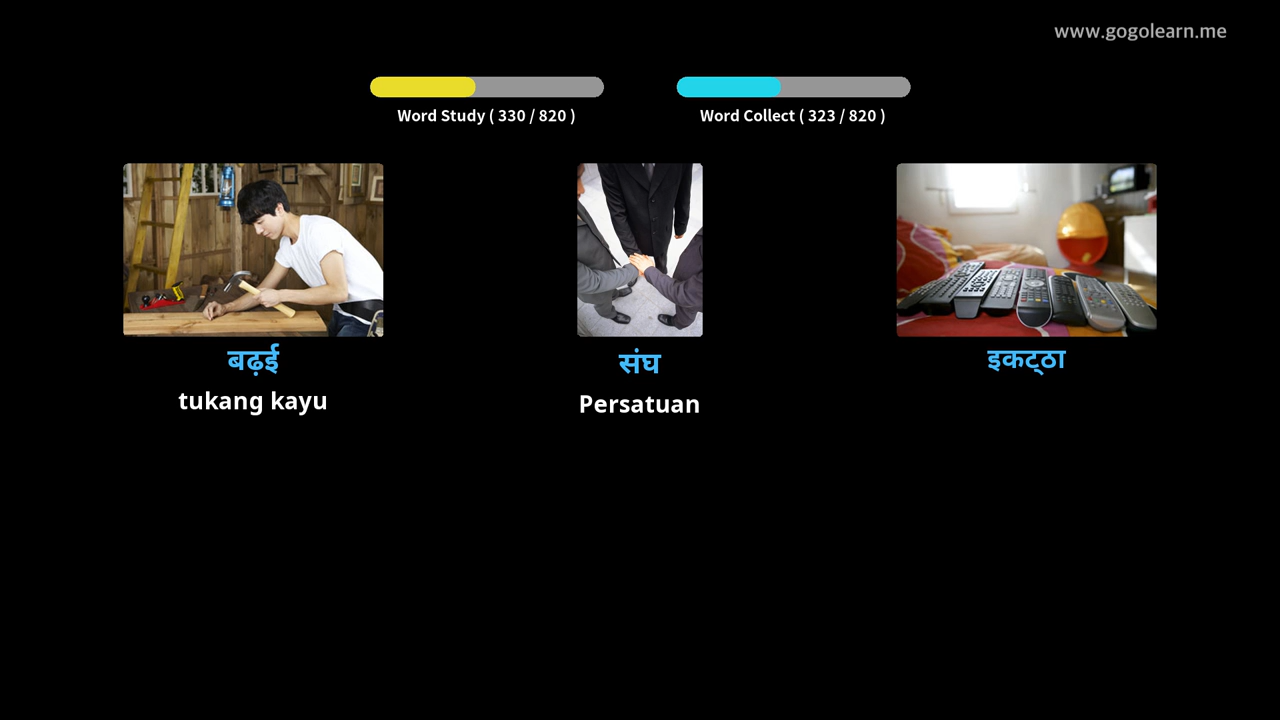 www.gogolearn.me
Word Study ( 330 / 820 )
Word Collect ( 323 / 820 )
बढ़ई
tukang kayu
संघ
Persatuan
इकट्ठा